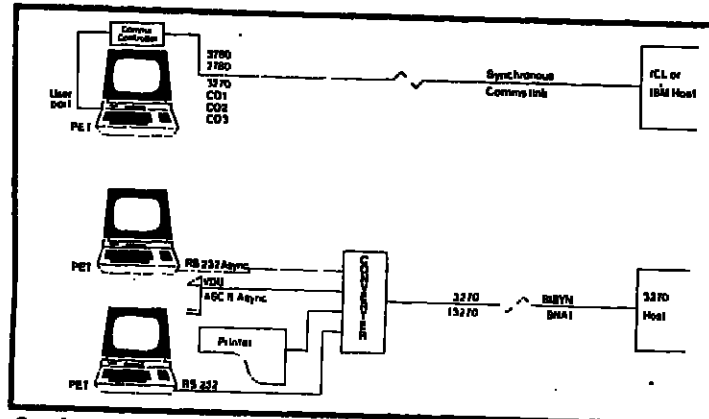 Comms
Controller
User
port
PET
3780
2780
3270
CO1
CO2
CO3
Synchronous
Comms link
ICL or
IBM Host
PET
RS 232 Async
VDU
ASC II Async
Printer
CONVERTER
3270
3270
Host
PET
RS 232